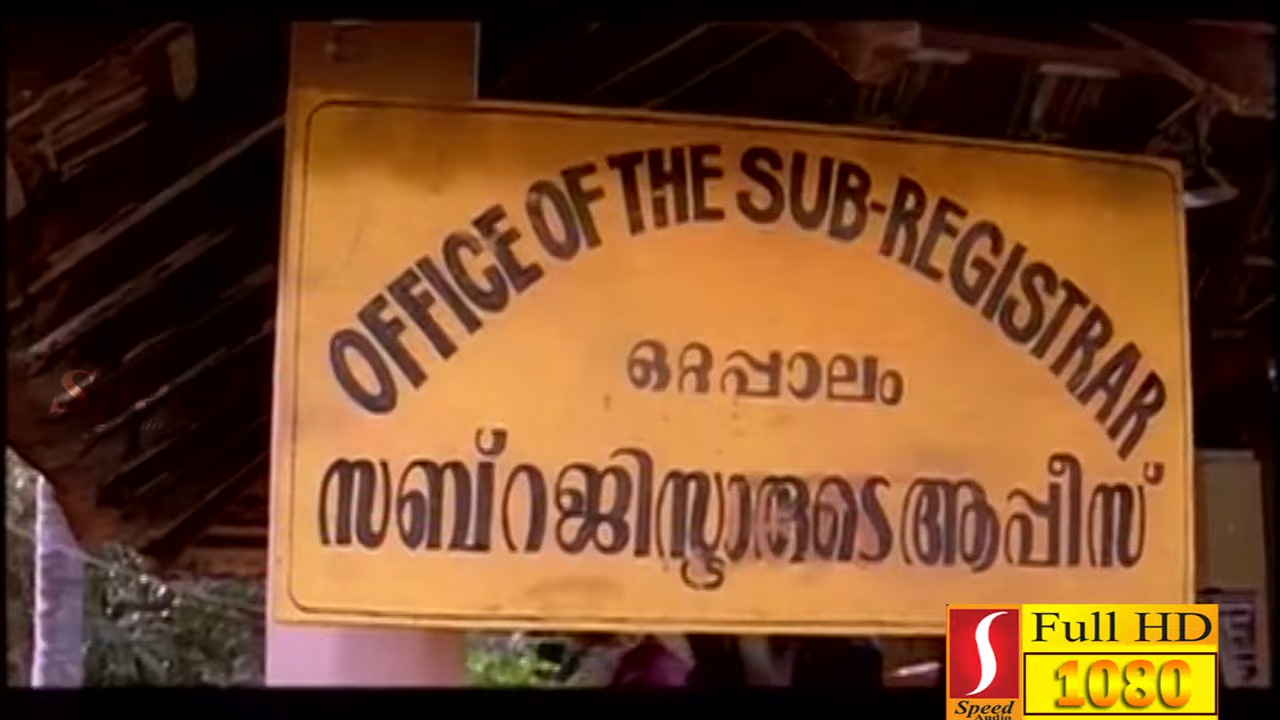 OFFICE OF THE SUB-REGISTRAR
ഒറ്റപ്പാലം
സബ് റജിസ്ട്രാരുടെ ആപ്പീസ്
Full HD
1080
Speed
Audio